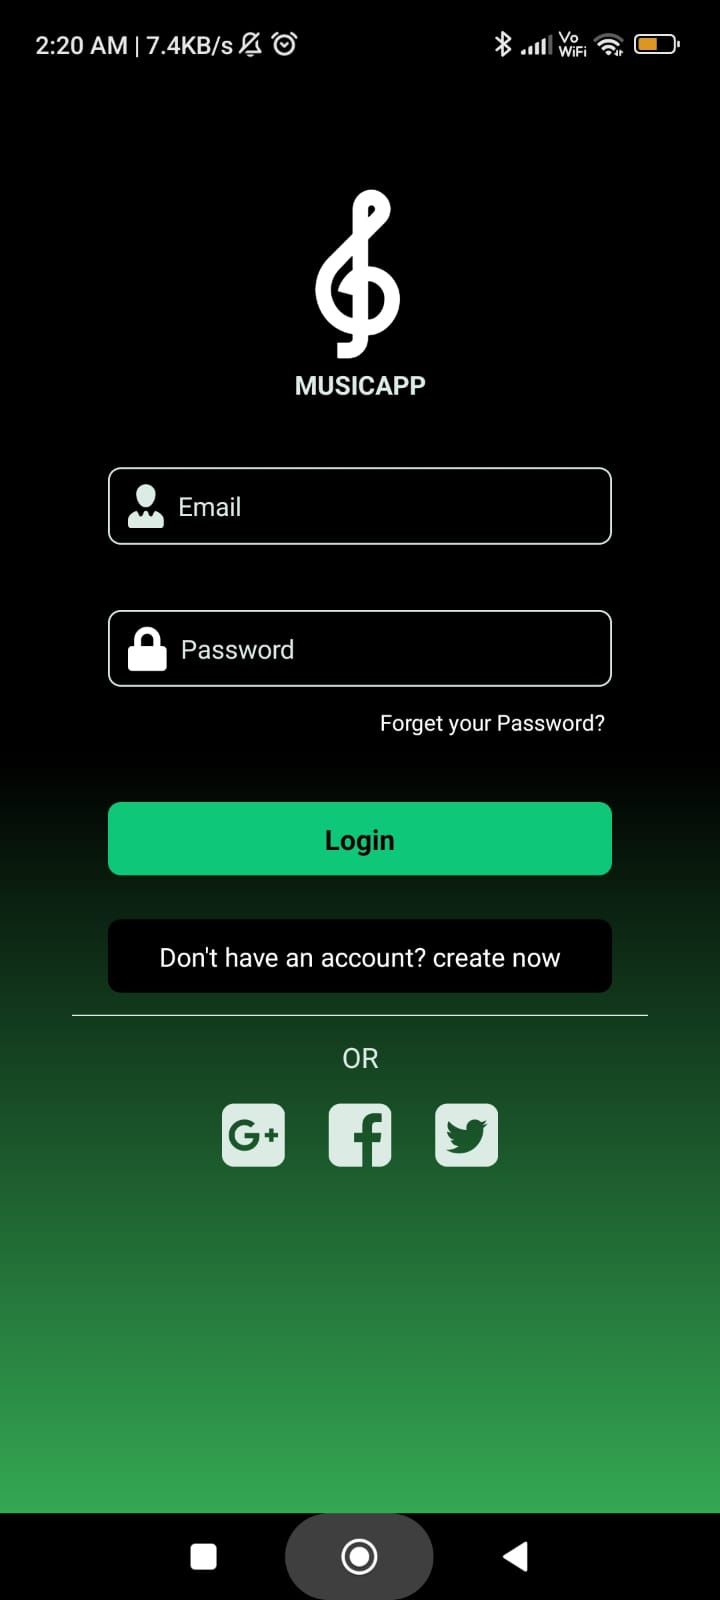 2:20 AM | 7.4KB/s Vo WiFi
MUSICAPP
Email
Password
Forget your Password?
Login
Don't have an account? create now
OR
G+ f